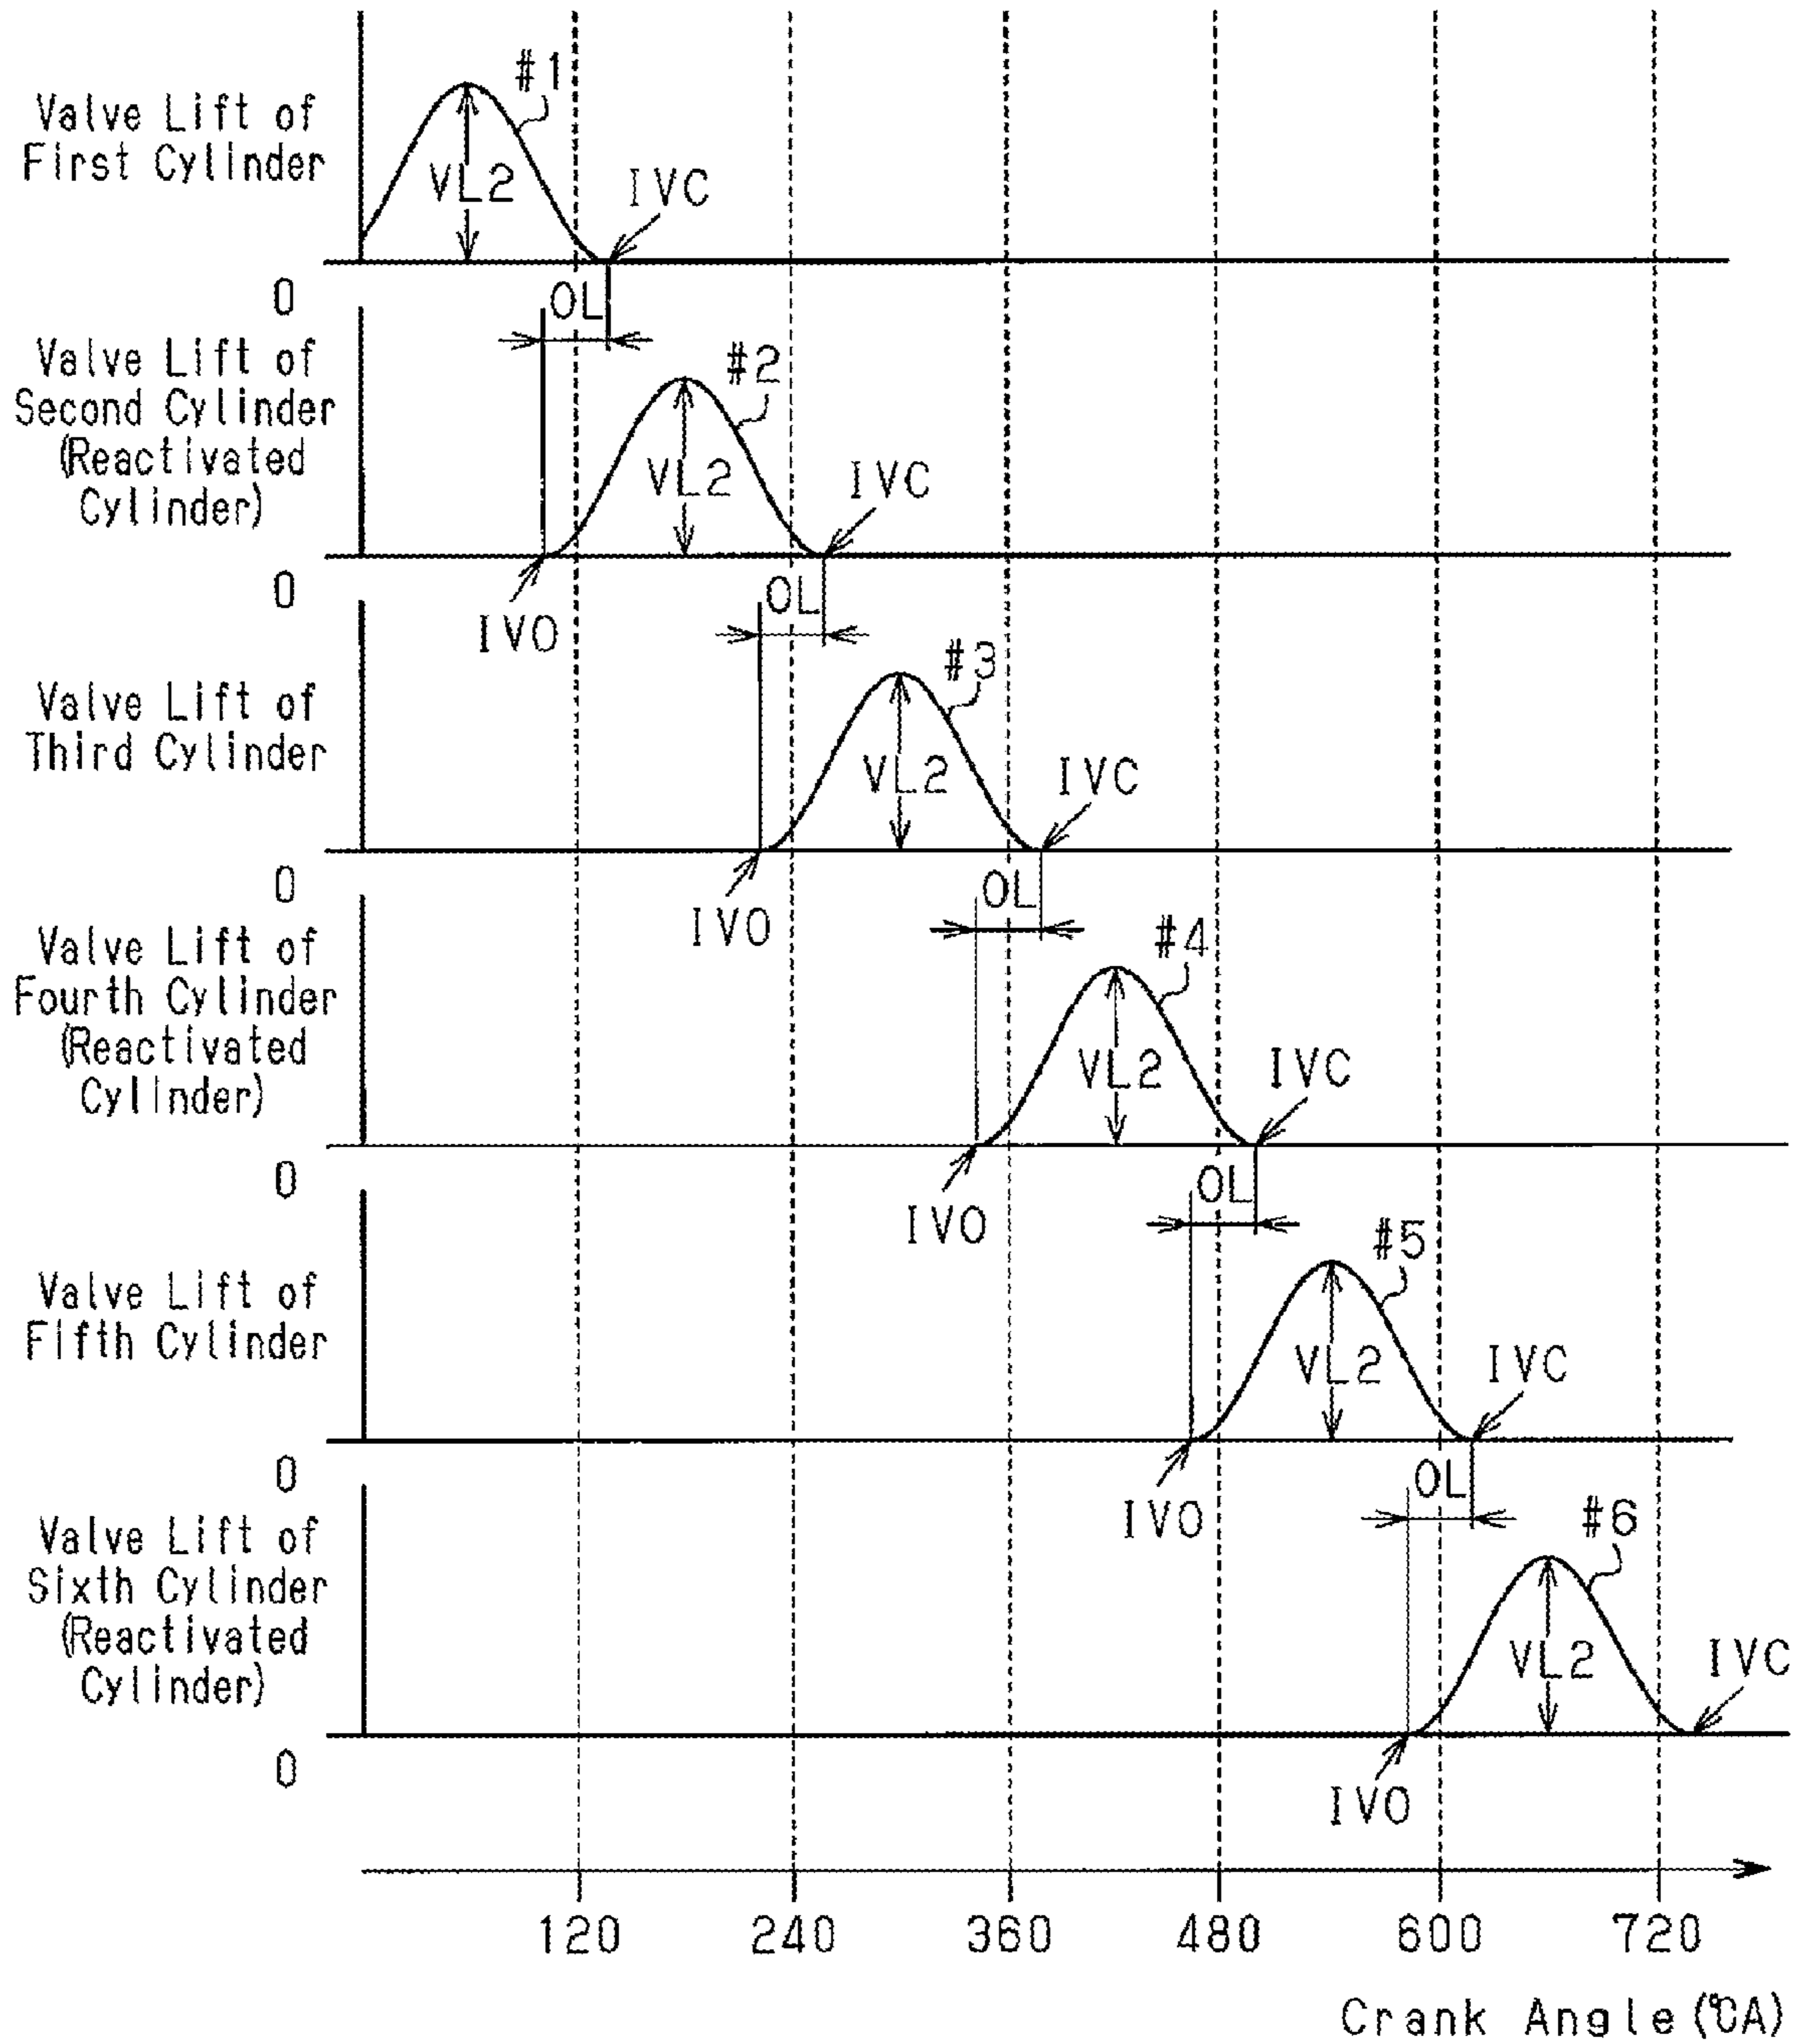 #1
Valve Lift of
First Cylinder
VL2
IVC
0
OL
Valve Lift of
Second Cylinder
(Reactivated
Cylinder)
#2
VL2
IVC
0
IVO
OL
#3
Valve Lift of
Third Cylinder
VL2
IVC
0
IVO
OL
Valve Lift of
Fourth Cylinder
(Reactivated
Cylinder)
#4
VL2
IVC
0
IVO
OL
#5
Valve Lift of
Fifth Cylinder
VL2
IVC
0
IVO
OL
Valve Lift of
Sixth Cylinder
(Reactivated
Cylinder)
#6
VL2
IVC
0
IVO
120 240 360 480 600 720
Crank Angle (℃A)